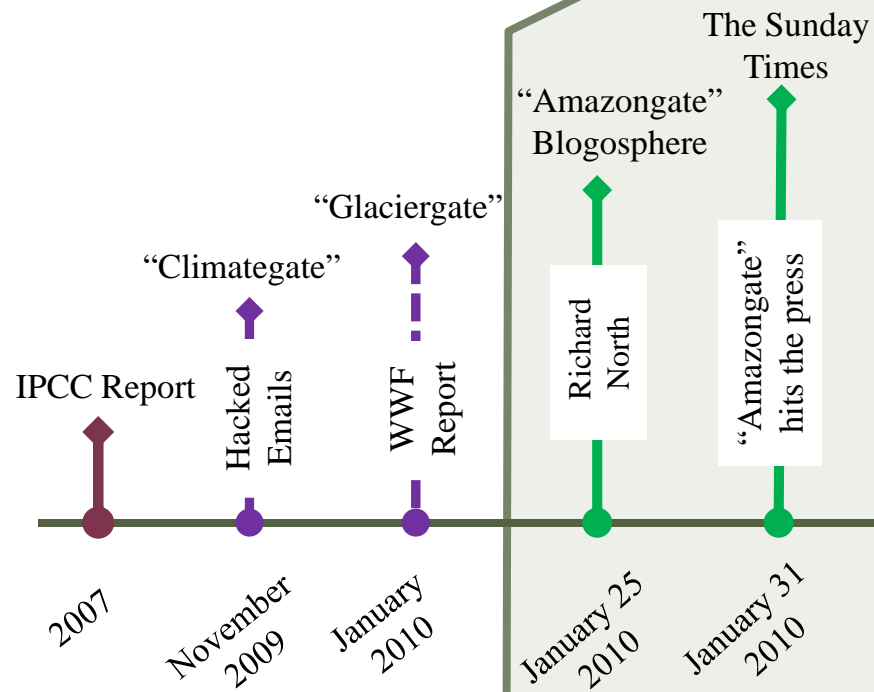 The Sunday
Times
“Amazongate”
Blogosphere
“Glaciergate”
“Climategate”
IPCC Report
Hacked
Emails
WWF
Report
Richard
North
“Amazongate”
hits the press
2007
November
2009
January
2010
January 25
2010
January 31
2010